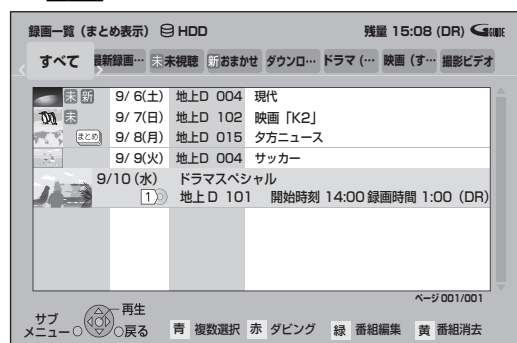 録画一覧（まとめ表示） HDD 残量 15:08 (DR) GGUIDE
すべて 最新録画… 未 未視聴 新 おまかせ ダウンロ… ドラマ (… 映画 (す… 撮影ビデオ
未 新 9/ 6(土) 地上D 004 現代
未 9/ 7(日) 地上D 102 映画「K2」
まとめ 9/ 8(月) 地上D 015 夕方ニュース
9/ 9(火) 地上D 004 サッカー
9/10 (水) ドラマスペシャル
1 地上D 101 開始時刻 14:00 録画時間 1:00 (DR)
ページ 001/001
サブメニュー OK 再生 戻る
青 複数選択 赤 ダビング 緑 番組編集 黄 番組消去